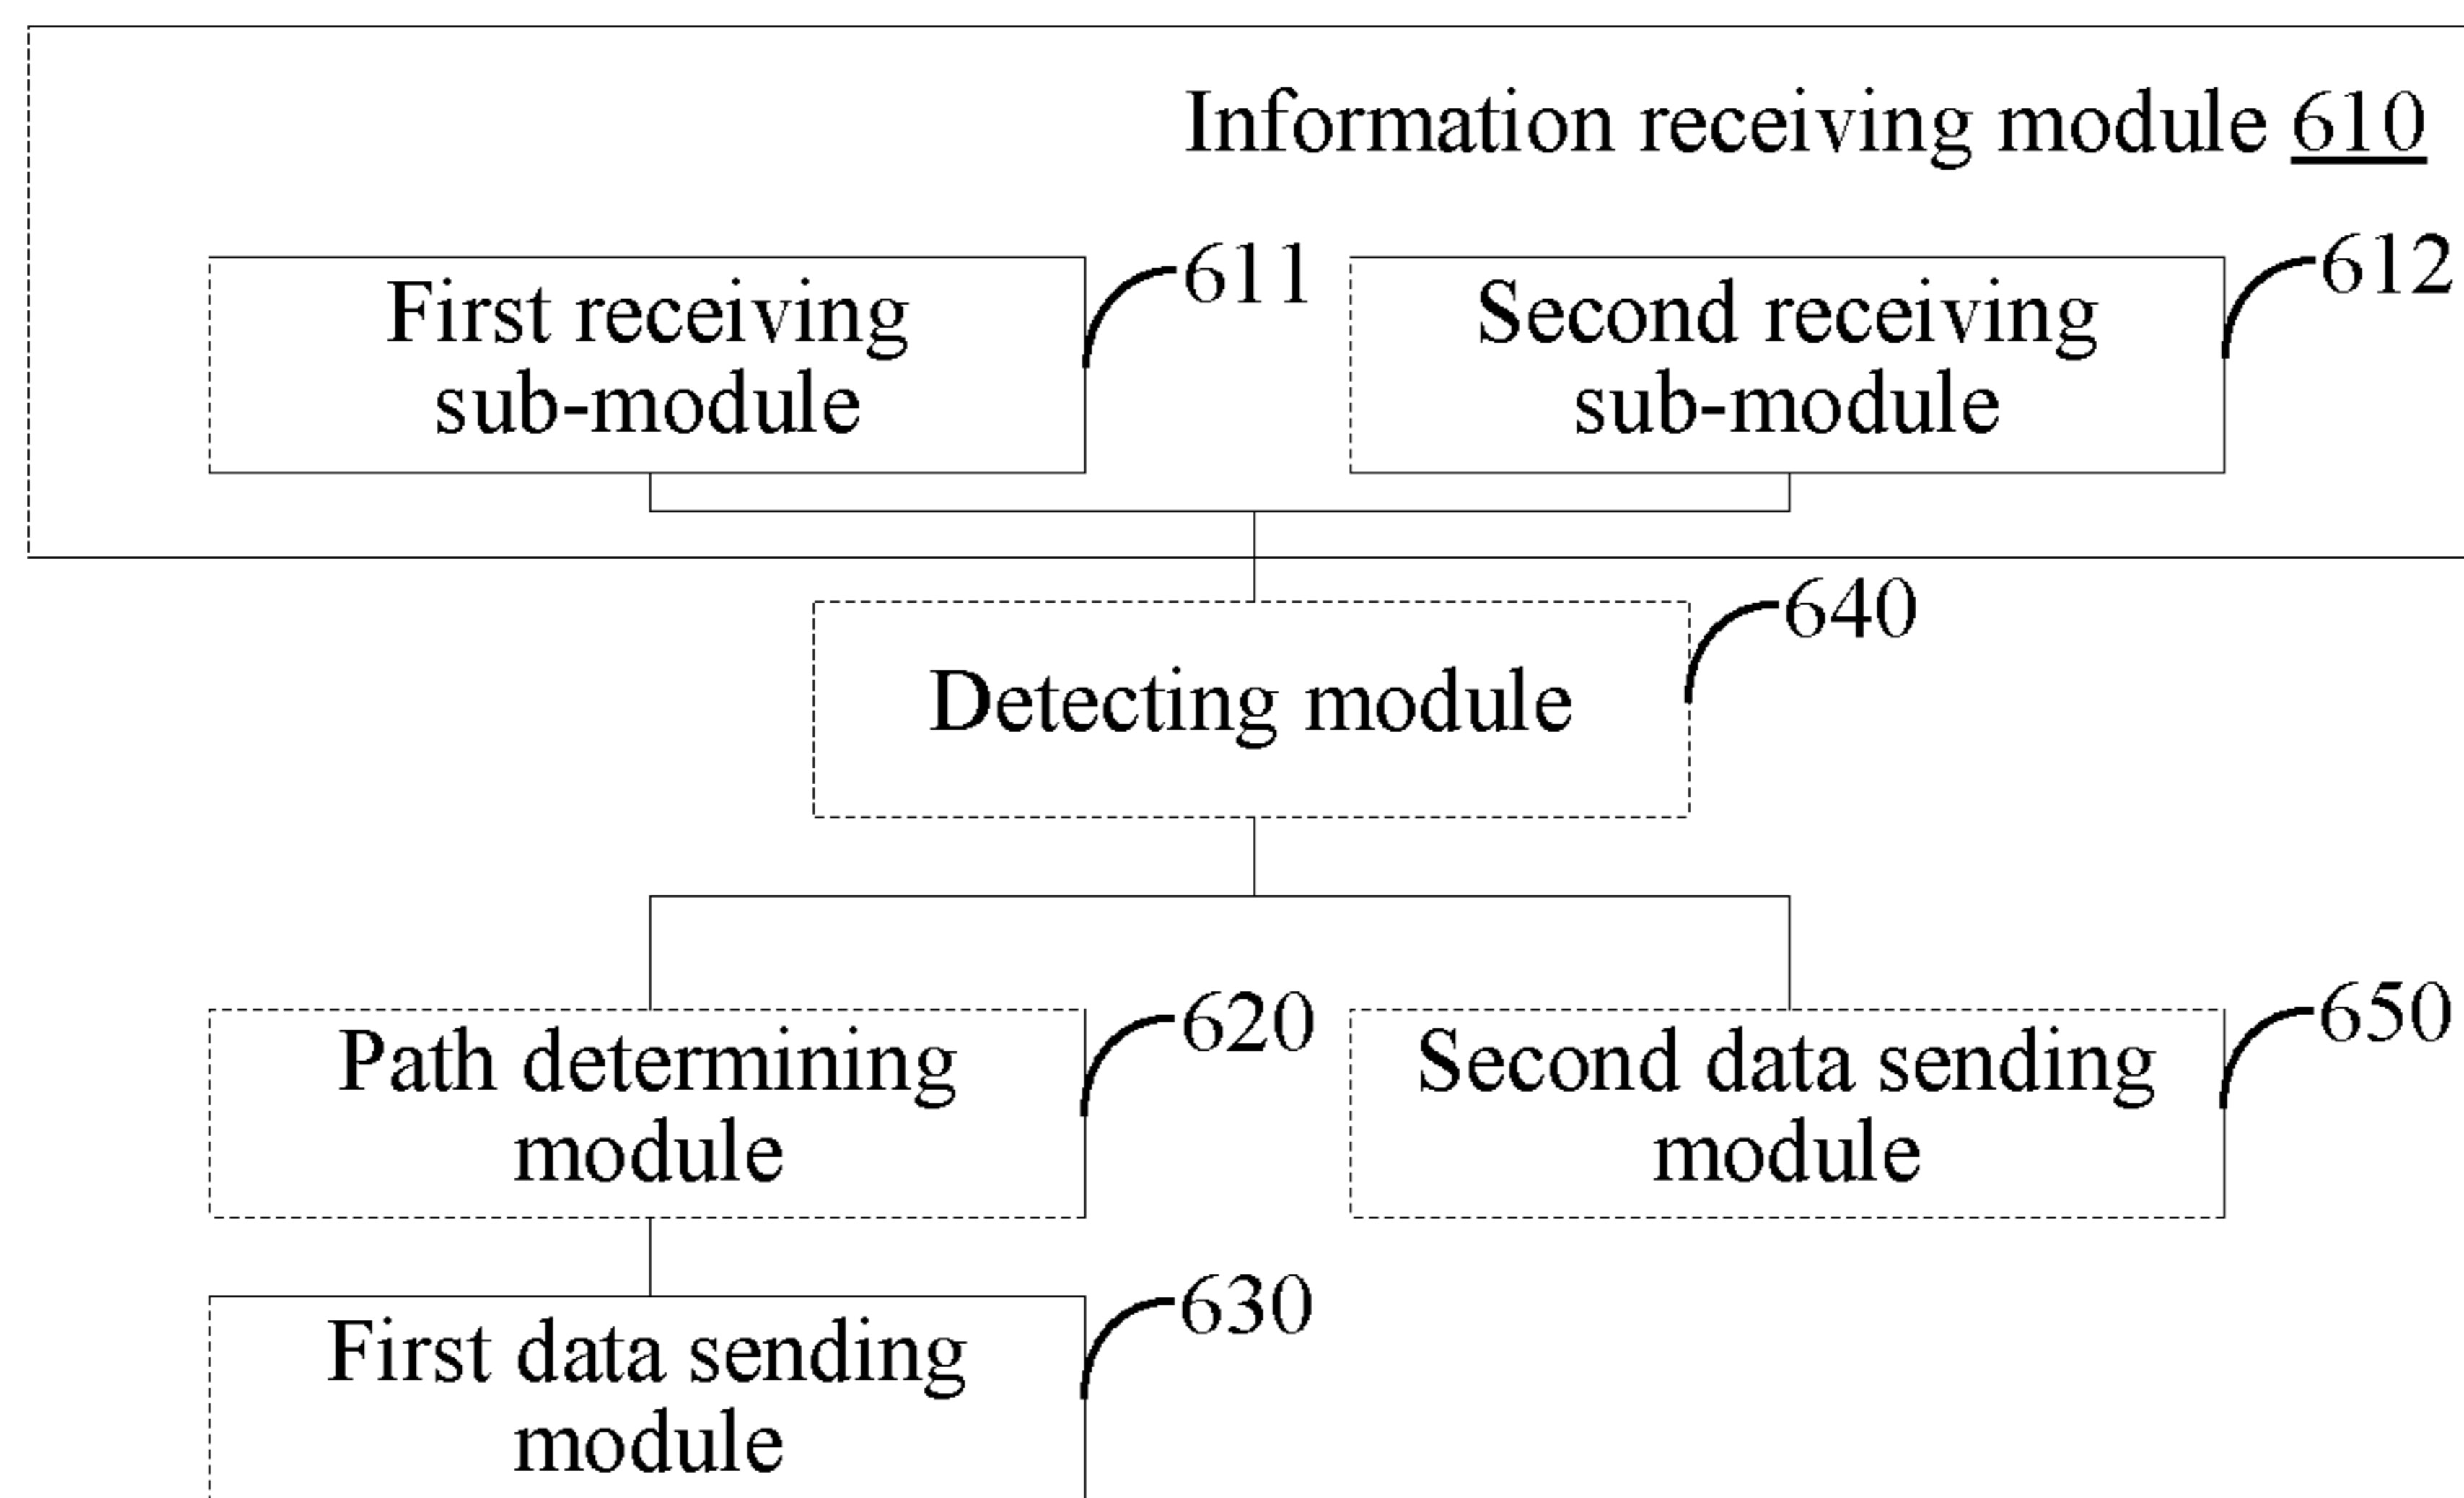 Information receiving module 610
First receiving
sub-module
611
Second receiving
sub-module
612
Detecting module
640
Path determining
module
620
Second data sending
module
650
First data sending
module
630